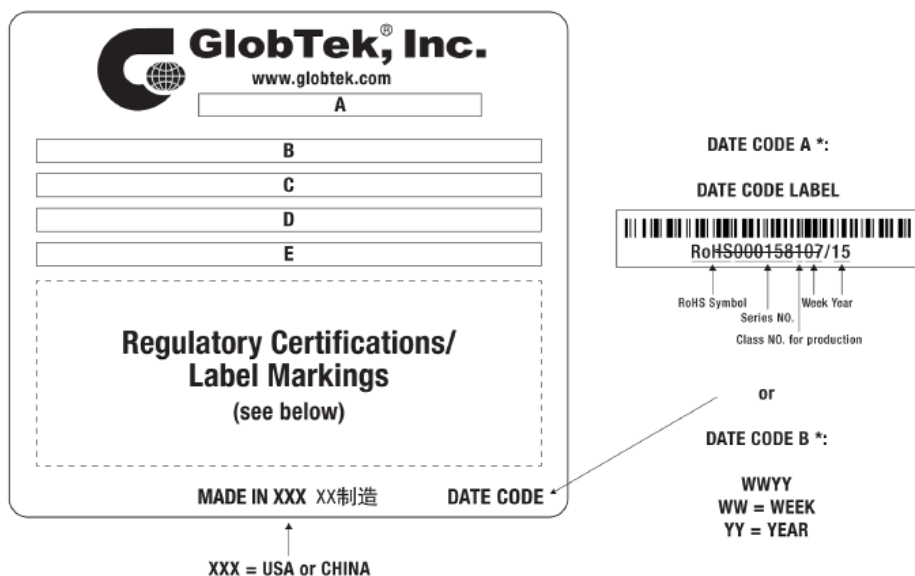 GlobTek,® Inc.
www.globtek.com
A
B
C
D
E
Regulatory Certifications/
Label Markings
(see below)
MADE IN XXX XX制造 DATE CODE
XXX = USA or CHINA
DATE CODE A *:
DATE CODE LABEL
RoHS000158107/15
RoHS Symbol
Series NO.
Week Year
Class NO. for production
or
DATE CODE B *:
WWYY
WW = WEEK
YY = YEAR